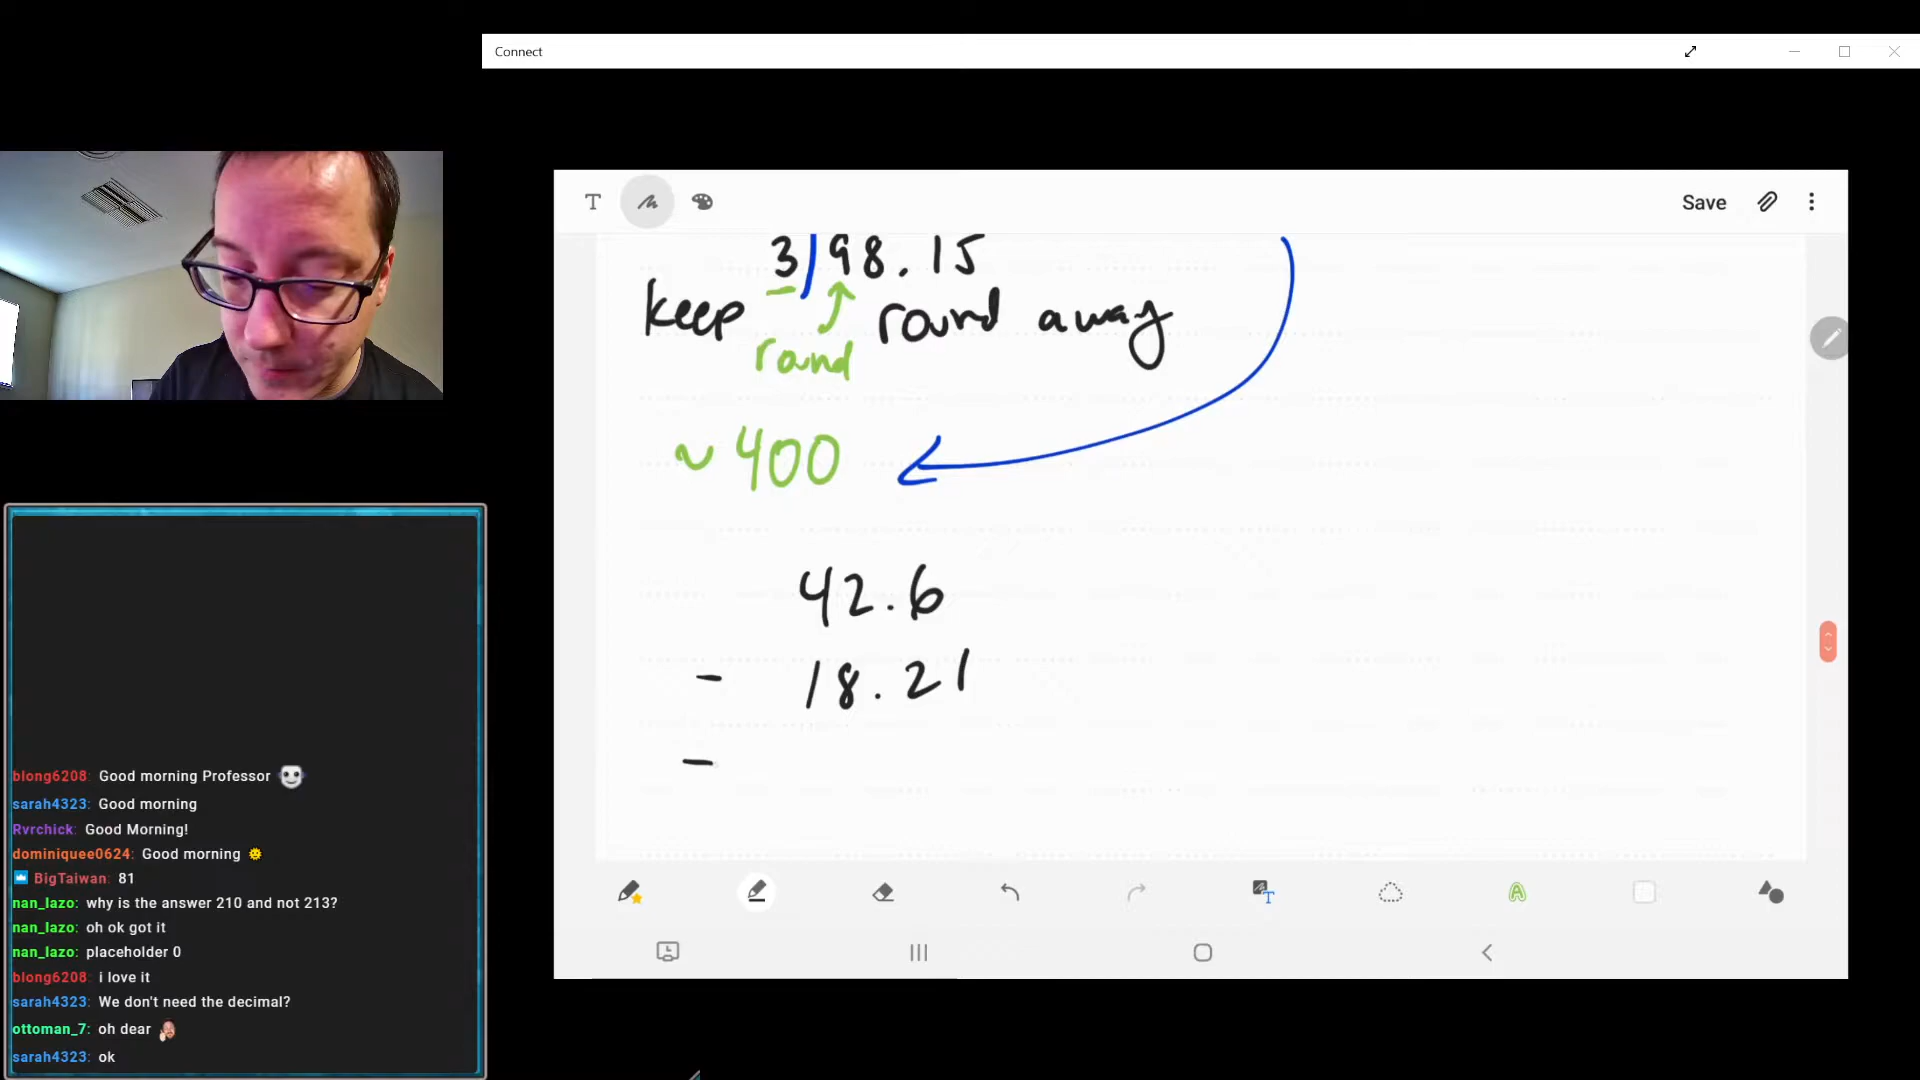 Connect
T
Save
3)98.15
keep round away
round
~ 400
42.6
- 18.21
-
blong6208: Good morning Professor
sarah4323: Good morning
Rvrchick: Good Morning!
dominiquee0624: Good morning
BigTaiwan: 81
nan_lazo: why is the answer 210 and not 213?
nan_lazo: oh ok got it
nan_lazo: placeholder 0
blong6208: i love it
sarah4323: We don't need the decimal?
ottoman_7: oh dear
sarah4323: ok